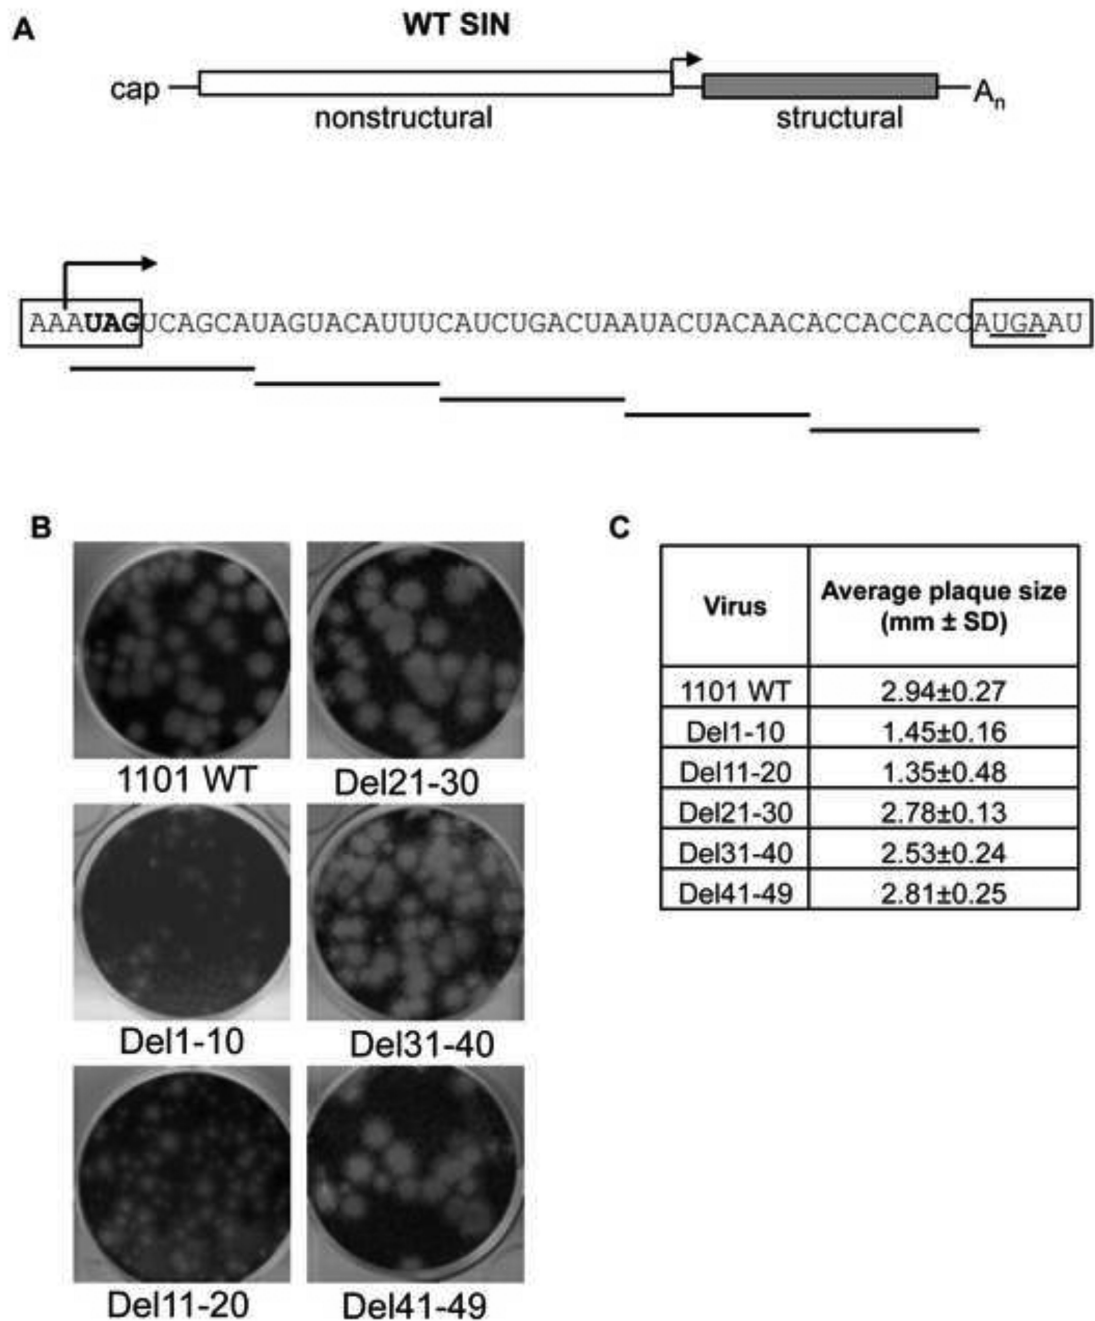 A
WT SIN
cap
An
nonstructural
structural
AAAUAGUCAGCAUAGUACAUUUCAUCUGACUAAUACUACAACACCACCACCAUGAAU
B
1101 WT
Del21-30
Del1-10
Del31-40
Del11-20
Del41-49
C
Virus
Average plaque size
(mm ± SD)
1101 WT
2.94±0.27
Del1-10
1.45±0.16
Del11-20
1.35±0.48
Del21-30
2.78±0.13
Del31-40
2.53±0.24
Del41-49
2.81±0.25